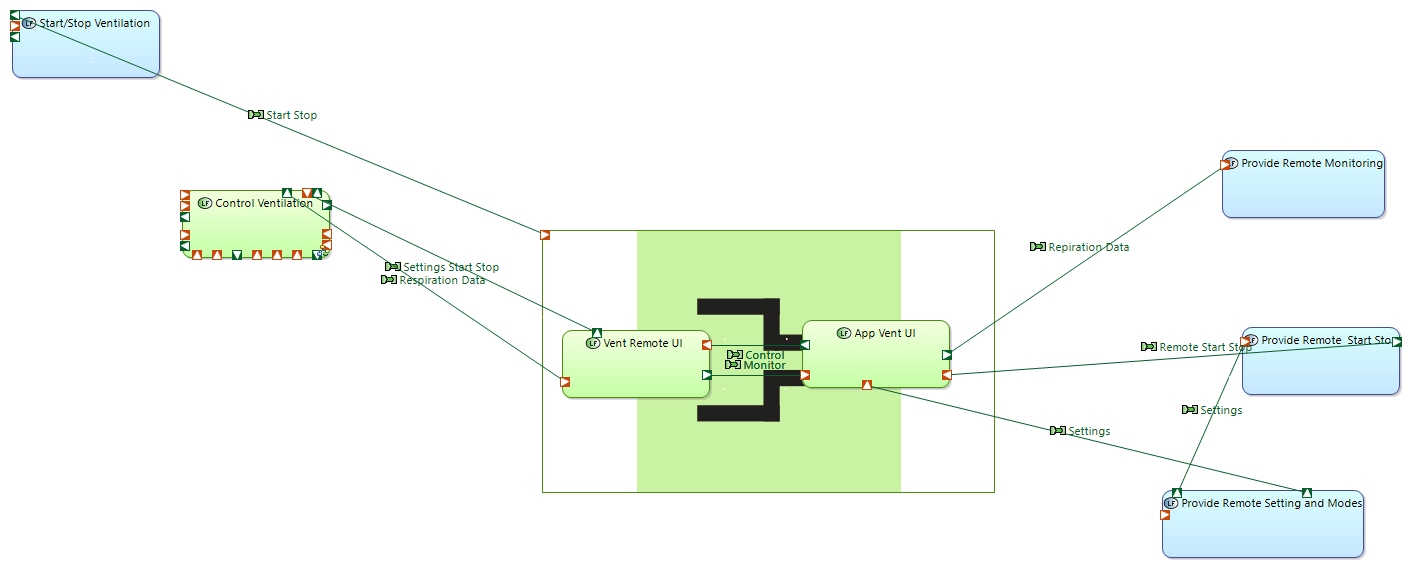 LF Start/Stop Ventilation
Start Stop
LF Provide Remote Monitoring
LF Control Ventilation
Repiration Data
Settings Start Stop
Respiration Data
LF App Vent UI
LF Vent Remote UI
LF Provide Remote Start Sto
Remote Start Stop
Control
Monitor
Settings
Settings
LF Provide Remote Setting and Modes